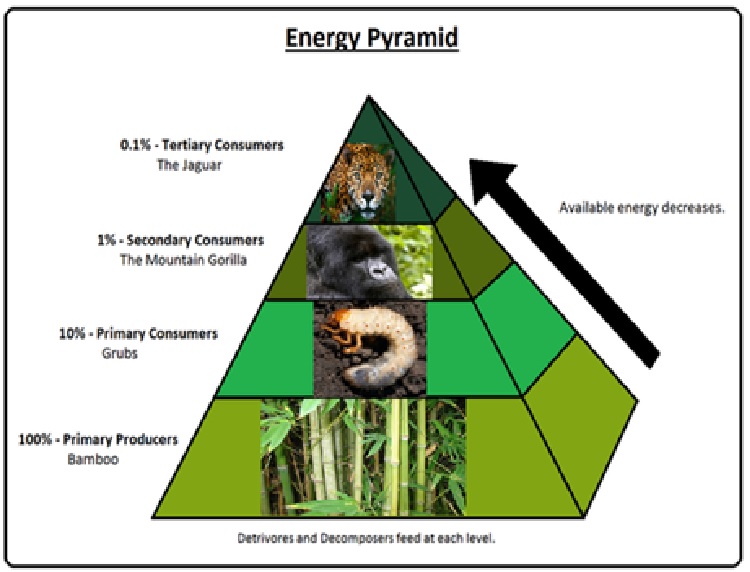 Energy Pyramid
0.1% - Tertiary Consumers
The Jaguar
Available energy decreases.
1% - Secondary Consumers
The Mountain Gorilla
10% - Primary Consumers
Grubs
100% - Primary Producers
Bamboo
Detrivores and Decomposers feed at each level.